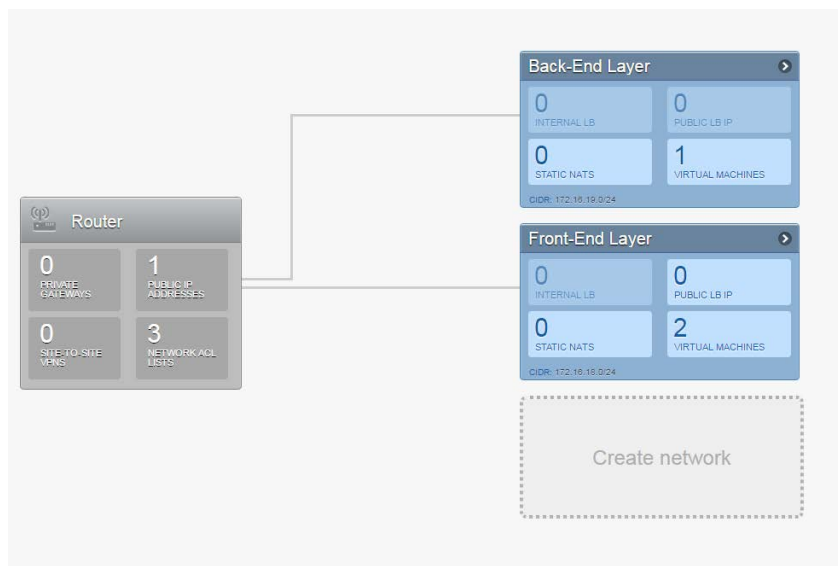 Back-End Layer
0
INTERNAL LB
0
PUBLIC LB IP
0
STATIC NATS
1
VIRTUAL MACHINES
CIDR: 172.16.19.0/24
Router
0
PRIVATE
GATEWAYS
1
PUBLIC IP
ADDRESSES
0
SITE-TO-SITE
VPNS
3
NETWORK ACL
LISTS
Front-End Layer
0
INTERNAL LB
0
PUBLIC LB IP
0
STATIC NATS
2
VIRTUAL MACHINES
CIDR: 172.16.18.0/24
Create network